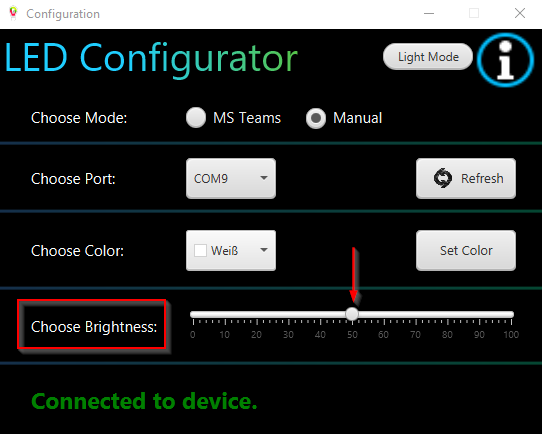 Configuration
LED Configurator
Light Mode
Choose Mode: MS Teams Manual
Choose Port: COM9 Refresh
Choose Color: Weiß Set Color
Choose Brightness:
0 10 20 30 40 50 60 70 80 90 100
Connected to device.